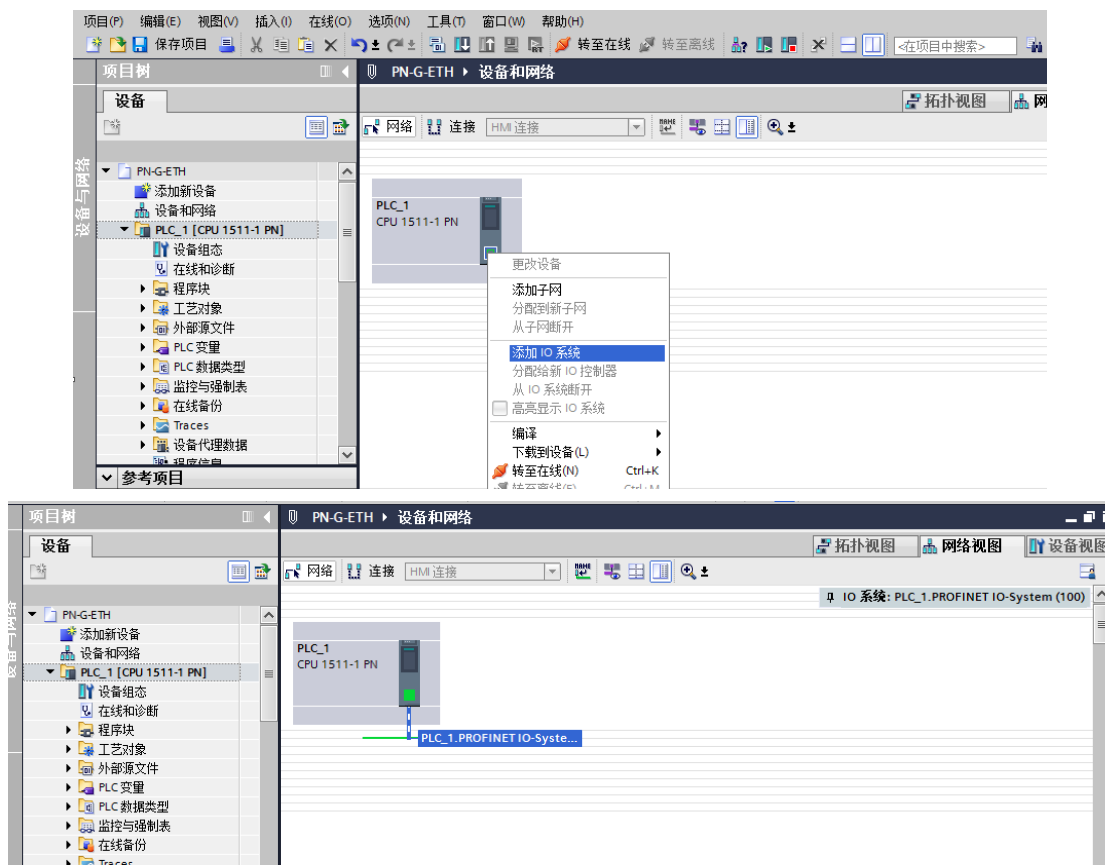 项目(P) 编辑(E) 视图(V) 插入(I) 在线(O) 选项(N) 工具(T) 窗口(W) 帮助(H)
保存项目 转至在线 转至离线 <在项目中搜索>
项目树 PN-G-ETH 设备和网络
设备 拓扑视图
网络 连接 HMI 连接
设备与网络
PN-G-ETH
添加新设备
设备和网络
PLC_1 [CPU 1511-1 PN]
设备组态
在线和诊断
程序块
工艺对象
外部源文件
PLC 变量
PLC 数据类型
监控与强制表
在线备份
Traces
设备代理数据
程序信息
参考项目
PLC_1
CPU 1511-1 PN
更改设备
添加子网
分配到新子网
从子网断开
添加 IO 系统
分配给新 IO 控制器
从 IO 系统断开
高亮显示 IO 系统
编译
下载到设备(L)
转至在线(N) Ctrl+K
转至离线(F) Ctrl+M
项目树 PN-G-ETH 设备和网络
设备 拓扑视图 网络视图 设备视图
网络 连接 HMI 连接
IO 系统: PLC_1.PROFINET IO-System (100)
PN-G-ETH
添加新设备
设备和网络
PLC_1 [CPU 1511-1 PN]
设备组态
在线和诊断
程序块
工艺对象
外部源文件
PLC 变量
PLC 数据类型
监控与强制表
在线备份
Traces
PLC_1
CPU 1511-1 PN
PLC_1.PROFINET IO-Syste...